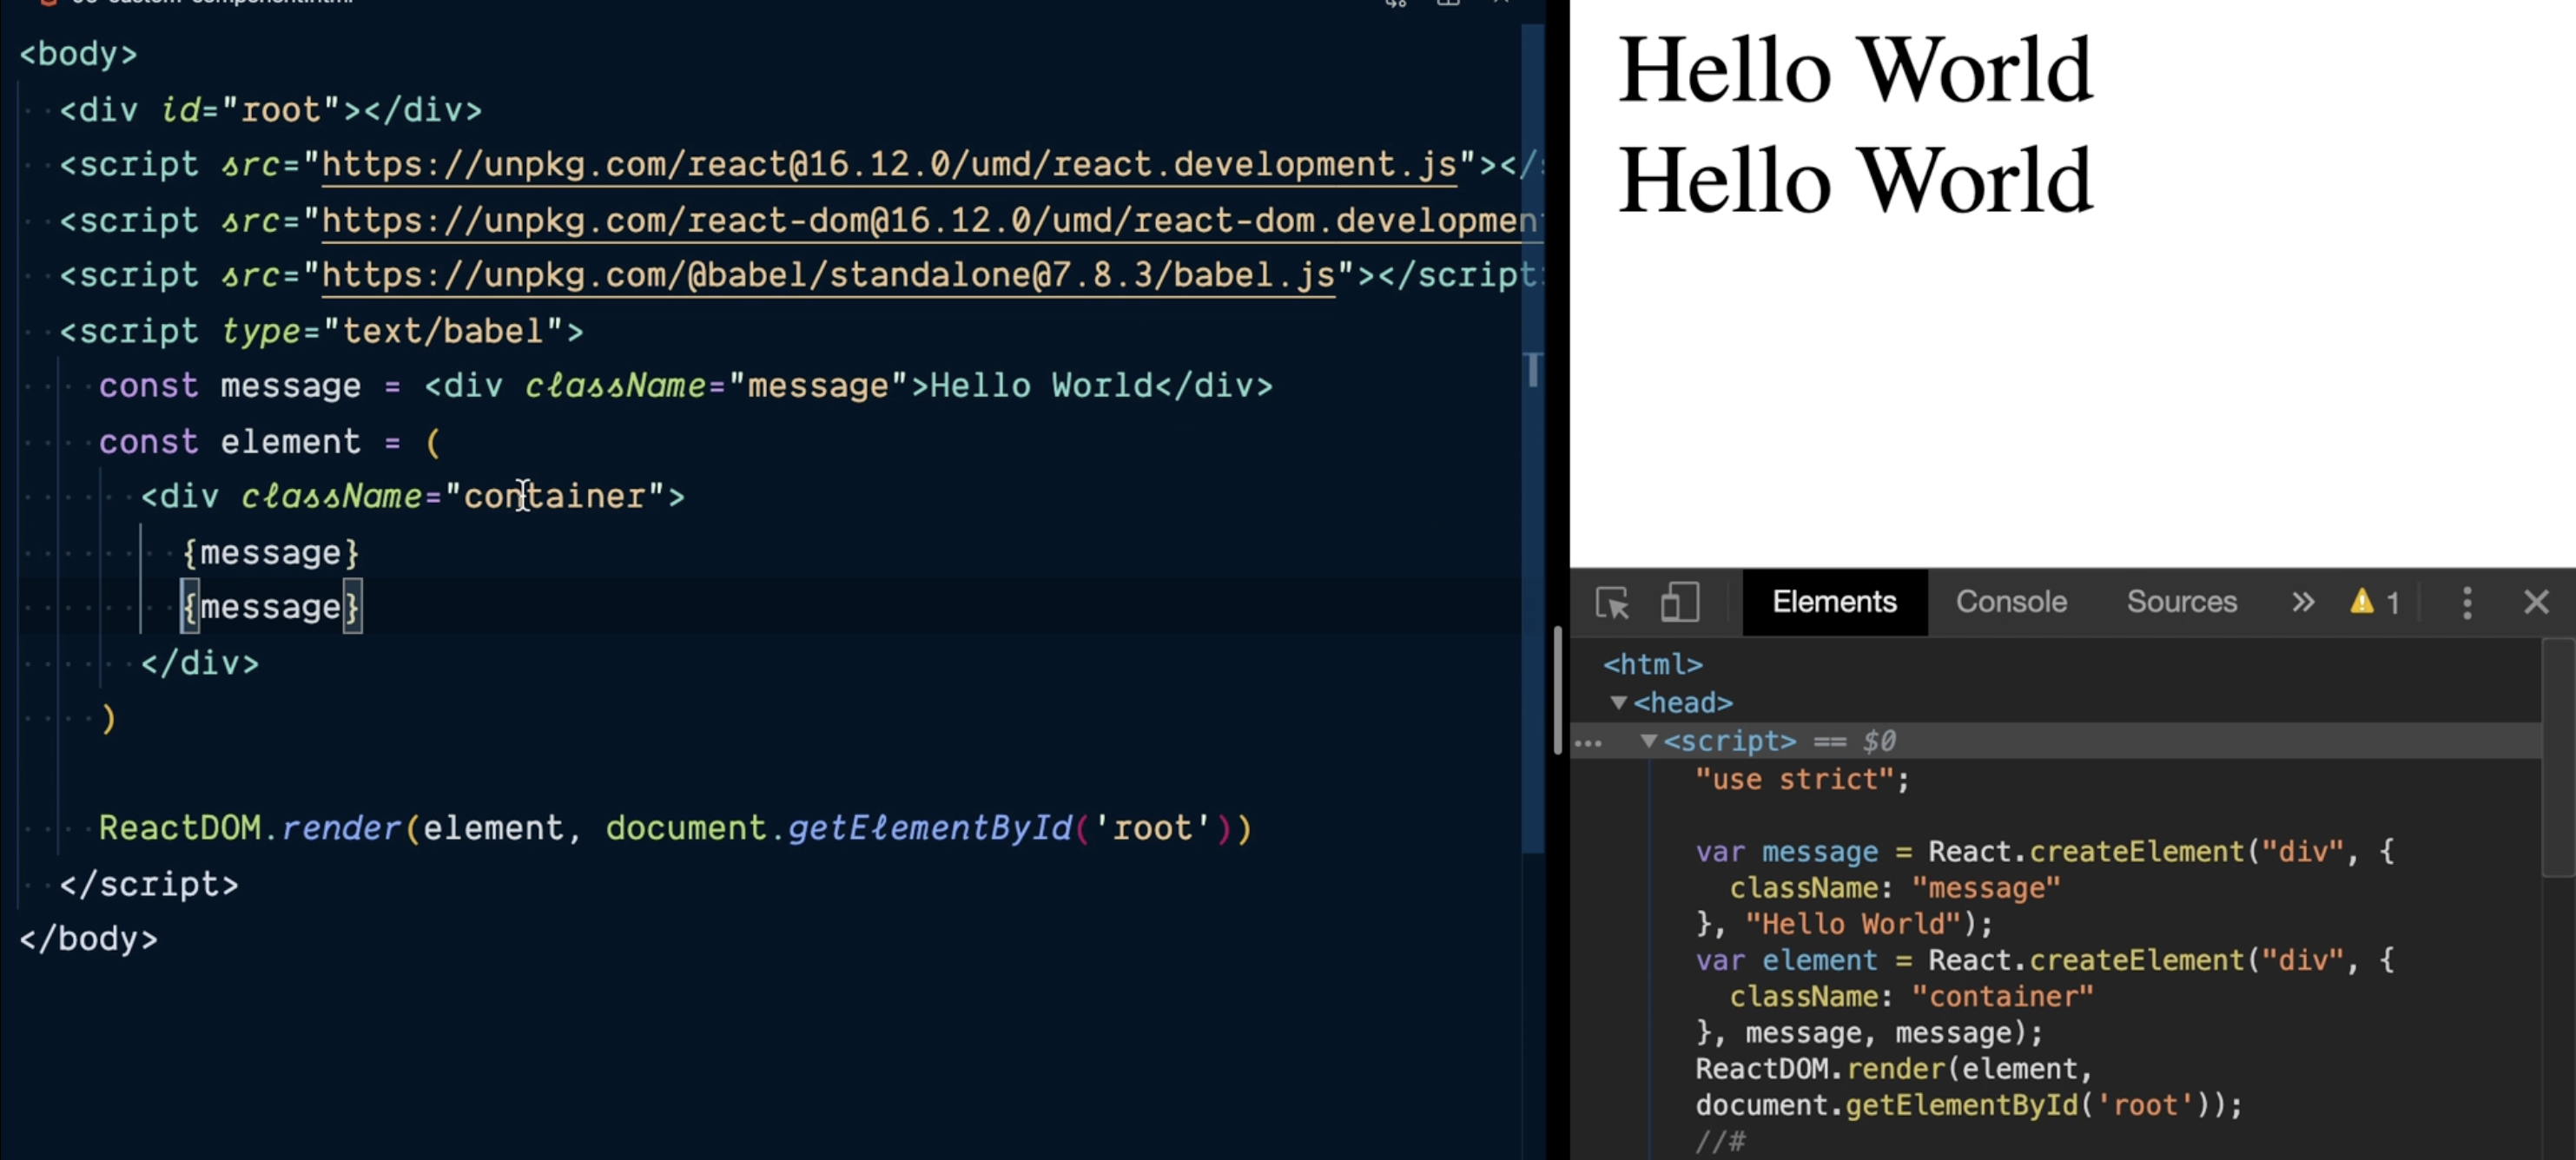 <body>
<div id="root"></div>
<script src="https://unpkg.com/react@16.12.0/umd/react.development.js"></
<script src="https://unpkg.com/react-dom@16.12.0/umd/react-dom.developmen
<script src="https://unpkg.com/@babel/standalone@7.8.3/babel.js"></script
<script type="text/babel">
const message = <div className="message">Hello World</div>
const element = (
<div className="container">
{message}
{message}
</div>
)
ReactDOM.render(element, document.getElementById('root'))
</script>
</body>
Hello World
Hello World
Elements Console Sources » 1
<html>
<head>
<script> == $0
"use strict";
var message = React.createElement("div", {
className: "message"
}, "Hello World");
var element = React.createElement("div", {
className: "container"
}, message, message);
ReactDOM.render(element,
document.getElementById('root'));
//#